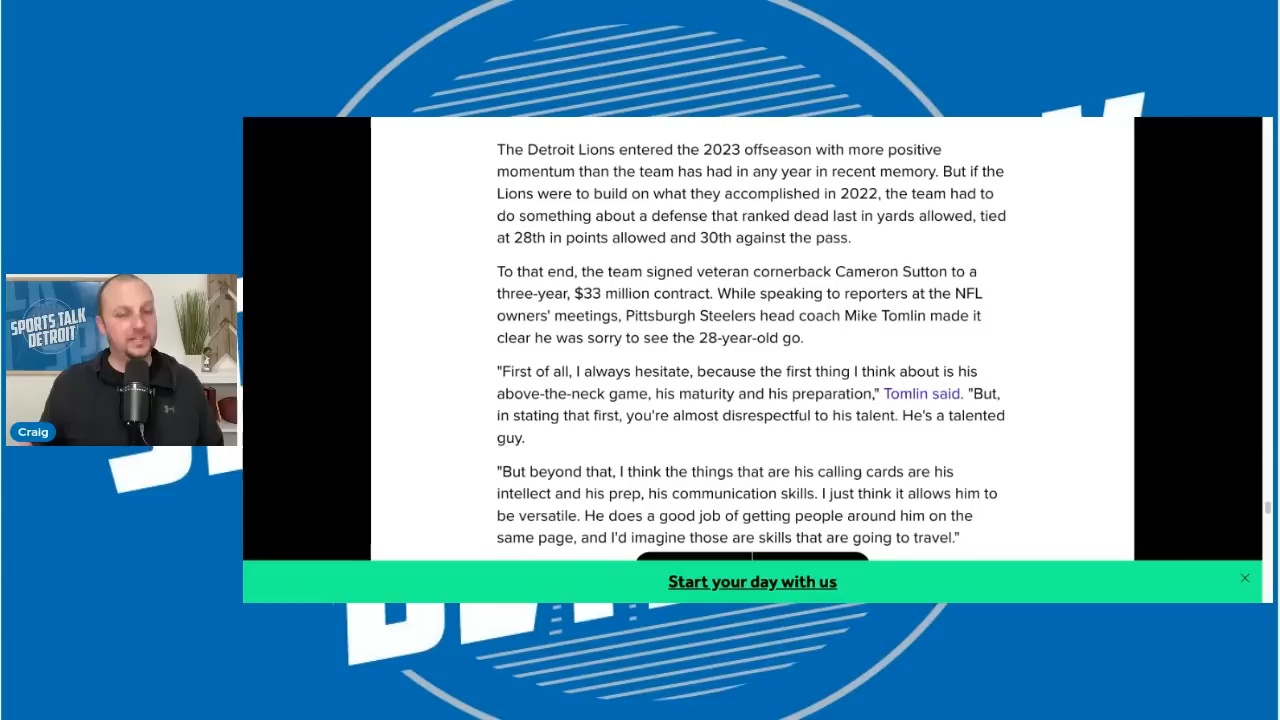 The Detroit Lions entered the 2023 offseason with more positive
momentum than the team has had in any year in recent memory. But if the
Lions were to build on what they accomplished in 2022, the team had to
do something about a defense that ranked dead last in yards allowed, tied
at 28th in points allowed and 30th against the pass.
To that end, the team signed veteran cornerback Cameron Sutton to a
three-year, $33 million contract. While speaking to reporters at the NFL
owners' meetings, Pittsburgh Steelers head coach Mike Tomlin made it
clear he was sorry to see the 28-year-old go.
"First of all, I always hesitate, because the first thing I think about is his
above-the-neck game, his maturity and his preparation," Tomlin said. "But,
in stating that first, you're almost disrespectful to his talent. He's a talented
guy.
"But beyond that, I think the things that are his calling cards are his
intellect and his prep, his communication skills. I just think it allows him to
be versatile. He does a good job of getting people around him on the
same page, and I'd imagine those are skills that are going to travel."
Start your day with us
SPORTS TALK
DETROIT
Craig